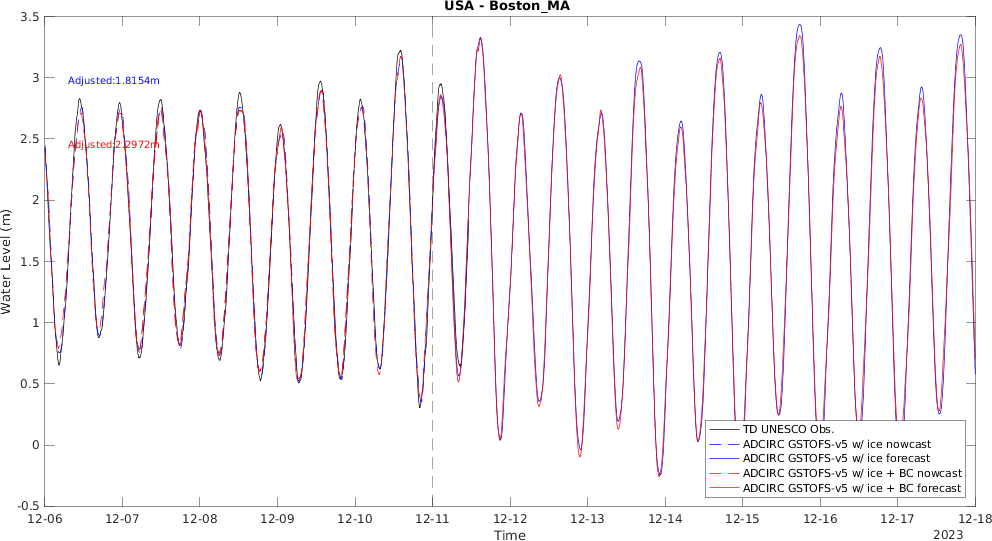 USA - Boston_MA
3.5
3
2.5
2
1.5
1
0.5
0
-0.5
Water Level (m)
Adjusted:1.8154m
Adjusted:2.2972m
TD UNESCO Obs.
ADCIRC GSTOFS-v5 w/ ice nowcast
ADCIRC GSTOFS-v5 w/ ice forecast
ADCIRC GSTOFS-v5 w/ ice + BC nowcast
ADCIRC GSTOFS-v5 w/ ice + BC forecast
12-06 12-07 12-08 12-09 12-10 12-11 12-12 12-13 12-14 12-15 12-16 12-17 12-18
Time
2023